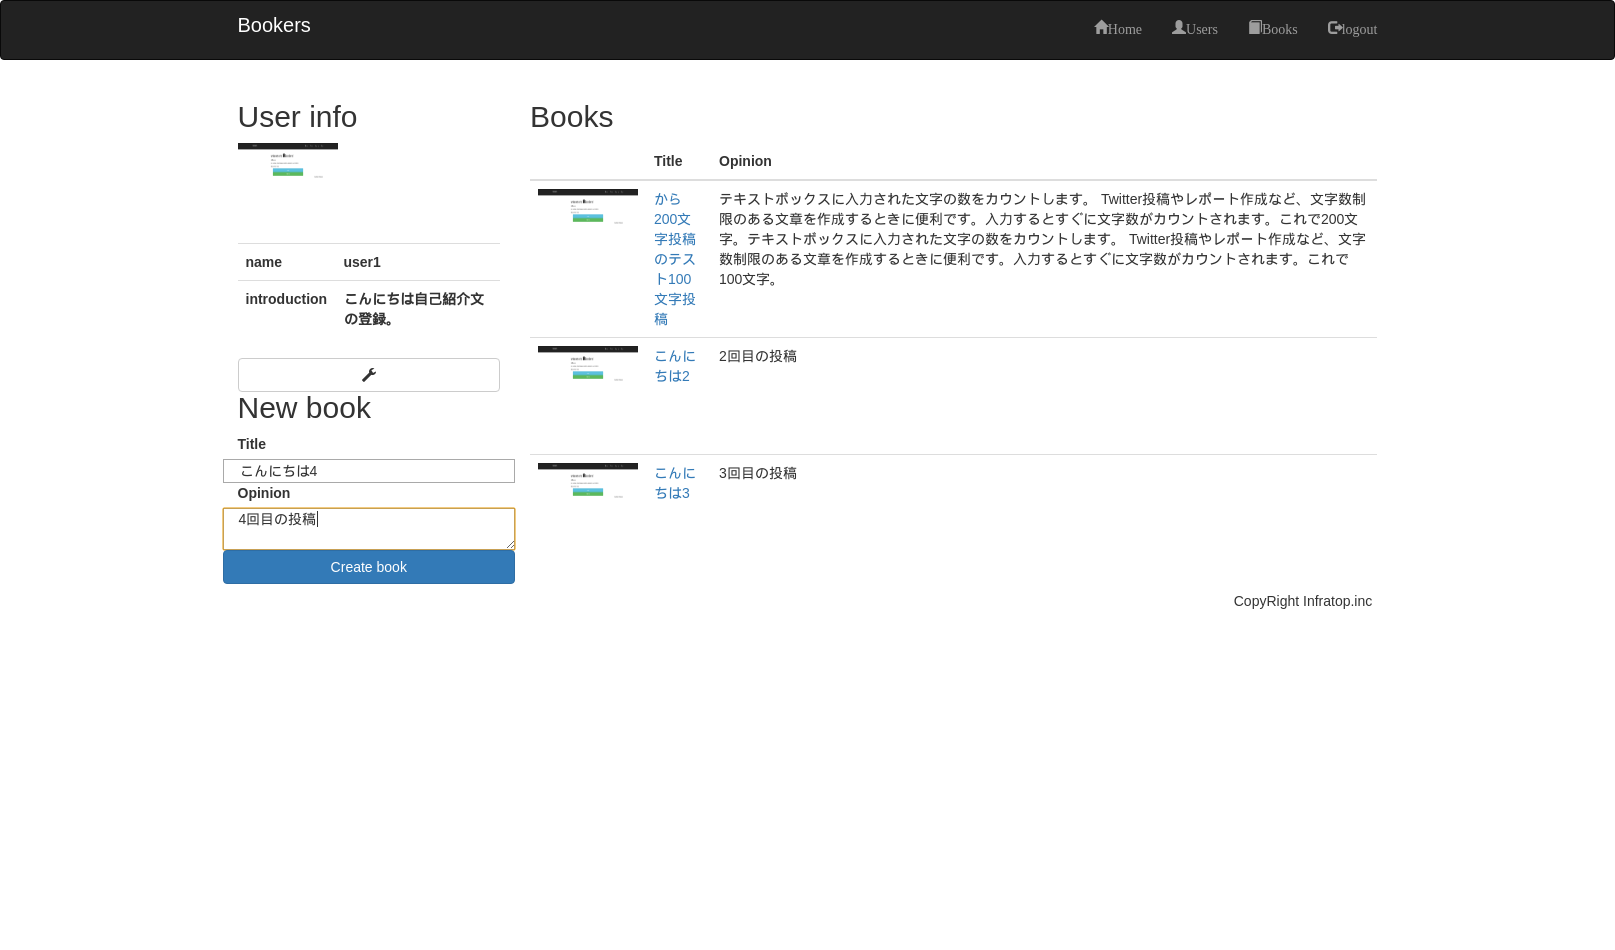 Bookers
Home Users Books logout
User info
name user1
introduction こんにちは自己紹介文
の登録。
New book
Title
こんにちは4
Opinion
4回目の投稿
Create book
Books
Title Opinion
から
200文
字投稿
のテス
ト100
文字投
稿
テキストボックスに入力された文字の数をカウントします。 Twitter投稿やレポート作成など、文字数制
限のある文章を作成するときに便利です。入力するとすぐに文字数がカウントされます。これで200文
字。テキストボックスに入力された文字の数をカウントします。 Twitter投稿やレポート作成など、文字
数制限のある文章を作成するときに便利です。入力するとすぐに文字数がカウントされます。これで
100文字。
こんに
ちは2
2回目の投稿
こんに
ちは3
3回目の投稿
CopyRight Infratop.inc